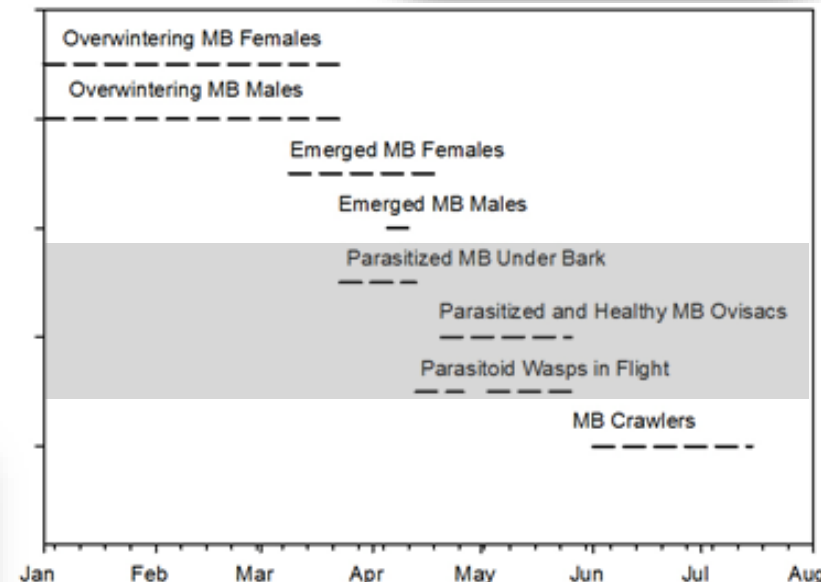 Overwintering MB Females
Overwintering MB Males
Emerged MB Females
Emerged MB Males
Parasitized MB Under Bark
Parasitized and Healthy MB Ovisacs
Parasitoid Wasps in Flight
MB Crawlers
Jan Feb Mar Apr May Jun Jul Aug